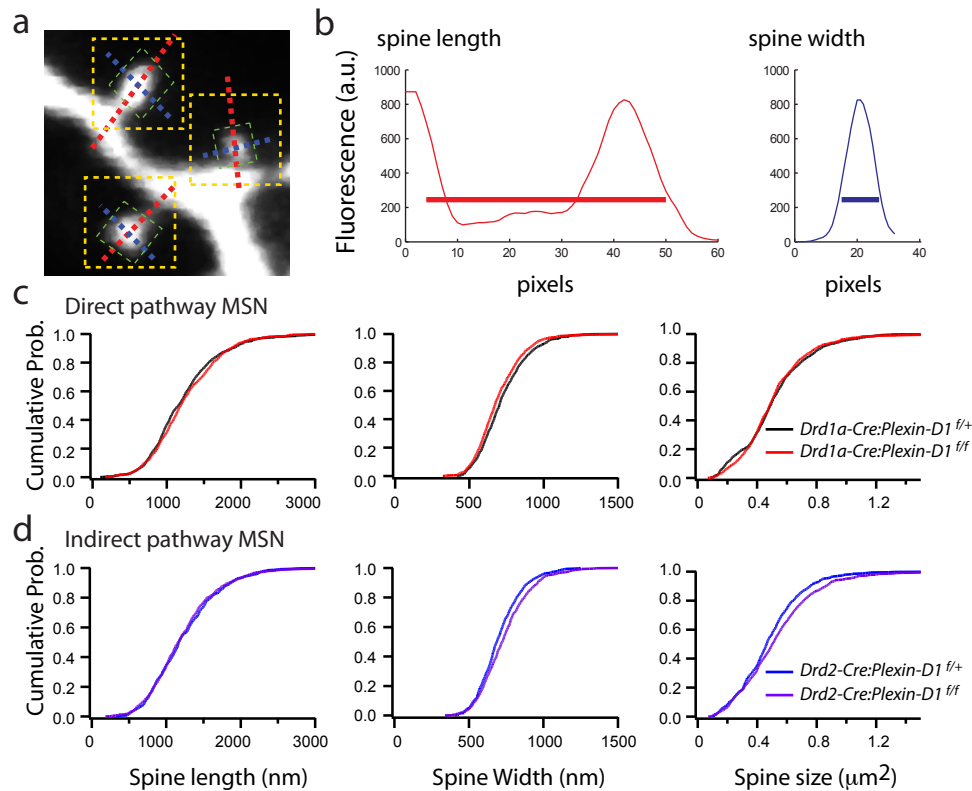 a
b
spine length
spine width
Fluorescence (a.u.)
1000
800
600
400
200
0
0 10 20 30 40 50 60
pixels
1000
800
600
400
200
0
0 20 40
pixels
c
Direct pathway MSN
Cumulative Prob.
1.0
0.8
0.6
0.4
0.2
0.0
0 1000 2000 3000
1.0
0.8
0.6
0.4
0.2
0.0
0 500 1000 1500
1.0
0.8
0.6
0.4
0.2
0.0
0 0.4 0.8 1.2
Drd1a-Cre:Plexin-D1 f/+
Drd1a-Cre:Plexin-D1 f/f
d
Indirect pathway MSN
Cumulative Prob.
1.0
0.8
0.6
0.4
0.2
0.0
0 1000 2000 3000
Spine length (nm)
1.0
0.8
0.6
0.4
0.2
0.0
0 500 1000 1500
Spine Width (nm)
1.0
0.8
0.6
0.4
0.2
0.0
0 0.4 0.8 1.2
Spine size (μm2)
Drd2-Cre:Plexin-D1 f/+
Drd2-Cre:Plexin-D1 f/f